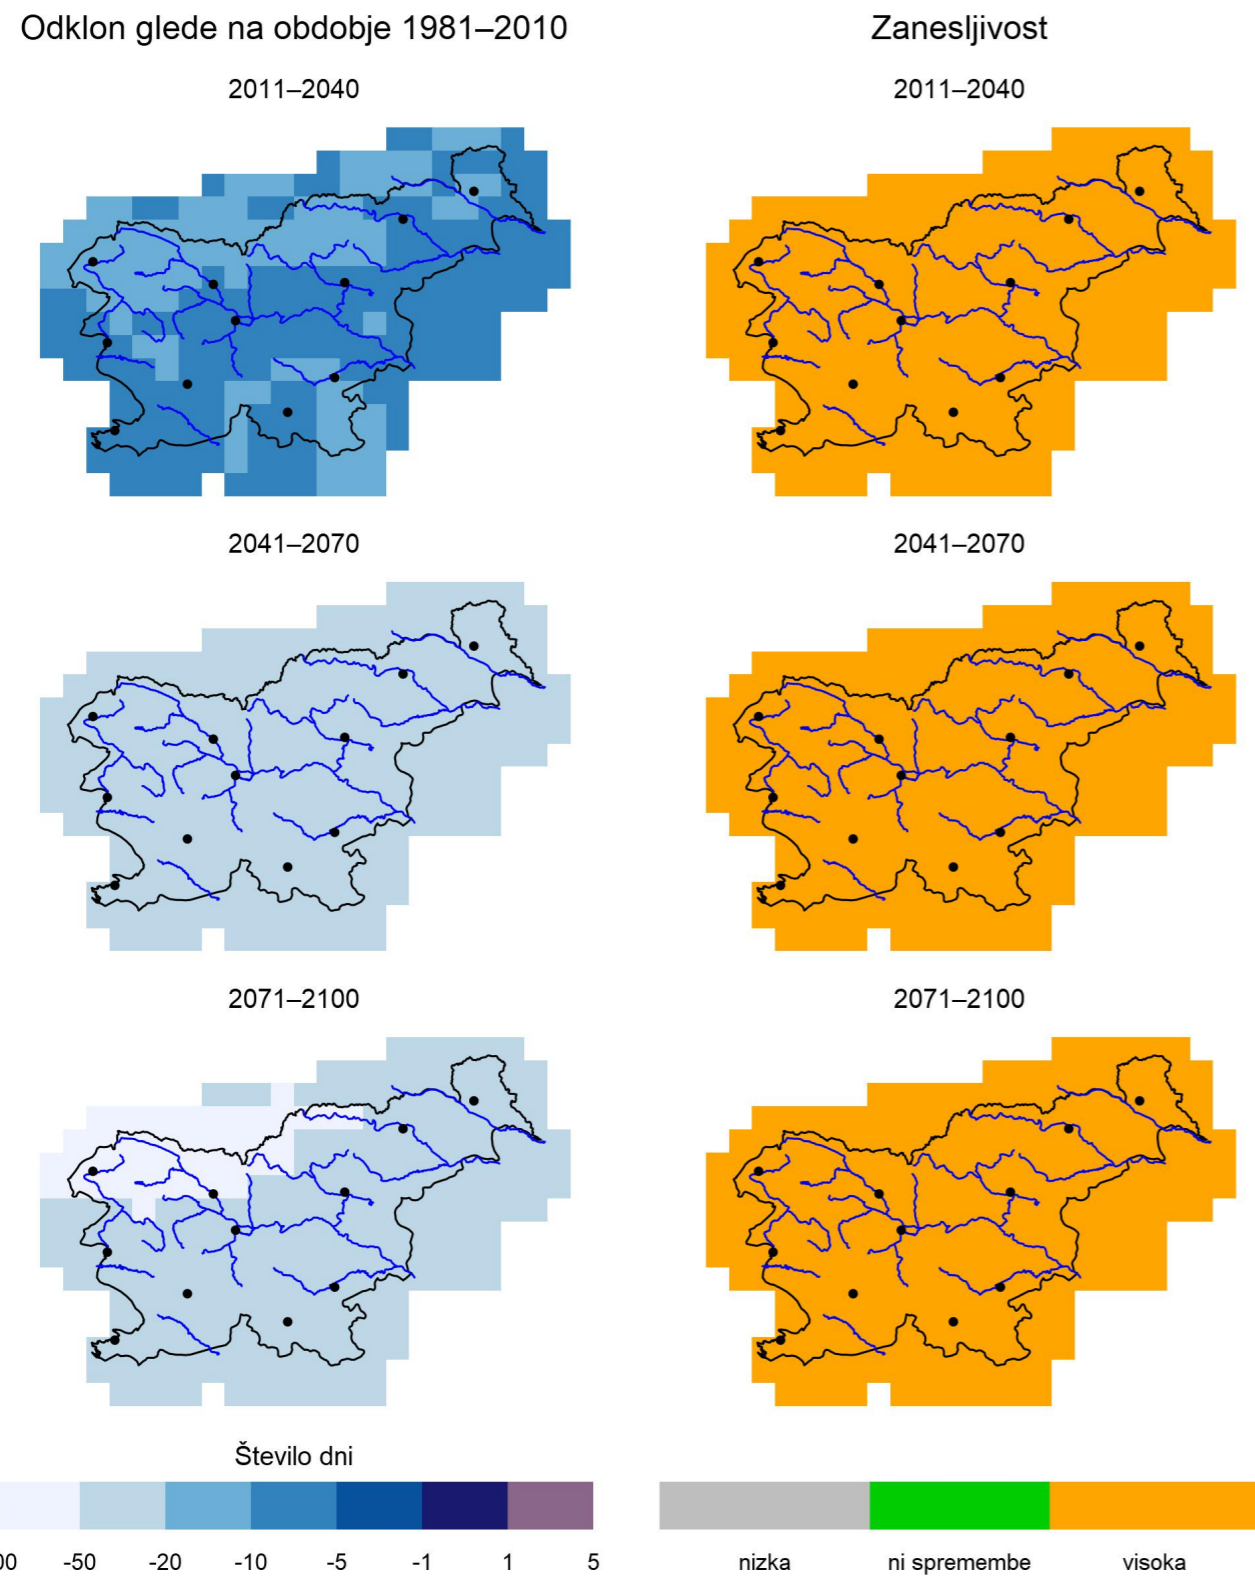 Odklon glede na obdobje 1981–2010 Zanesljivost
2011–2040 2011–2040
2041–2070 2041–2070
2071–2100 2071–2100
Število dni
00 -50 -20 -10 -5 -1 1 5 nizka ni spremembe visoka